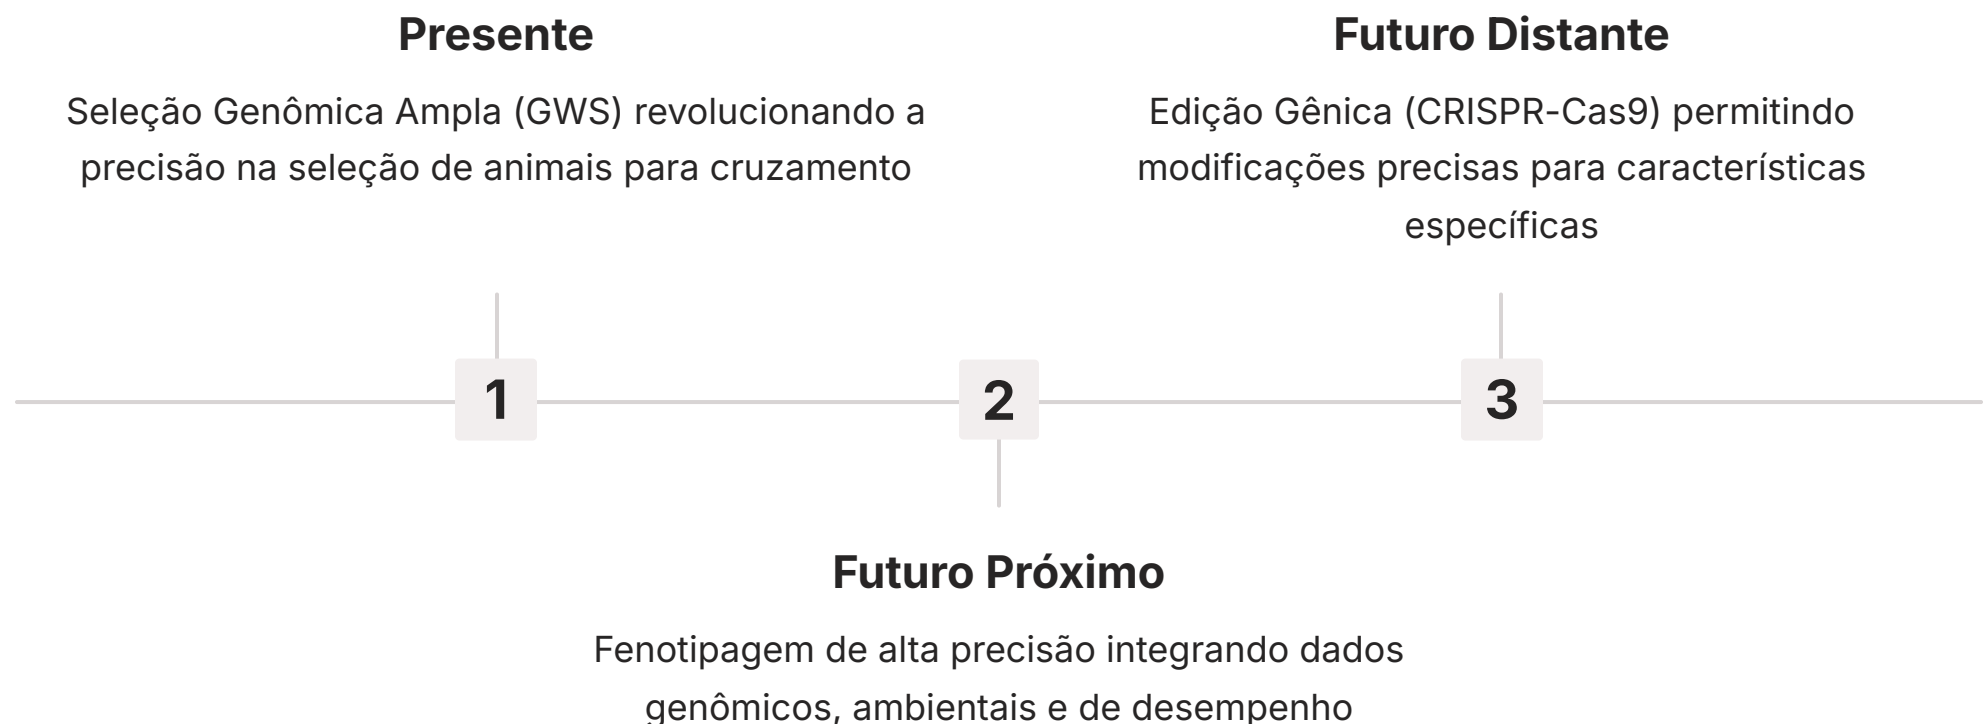 Presente
Seleção Genômica Ampla (GWS) revolucionando a
precisão na seleção de animais para cruzamento
Futuro Distante
Edição Gênica (CRISPR-Cas9) permitindo
modificações precisas para características
específicas
1
2
3
Futuro Próximo
Fenotipagem de alta precisão integrando dados
genômicos, ambientais e de desempenho